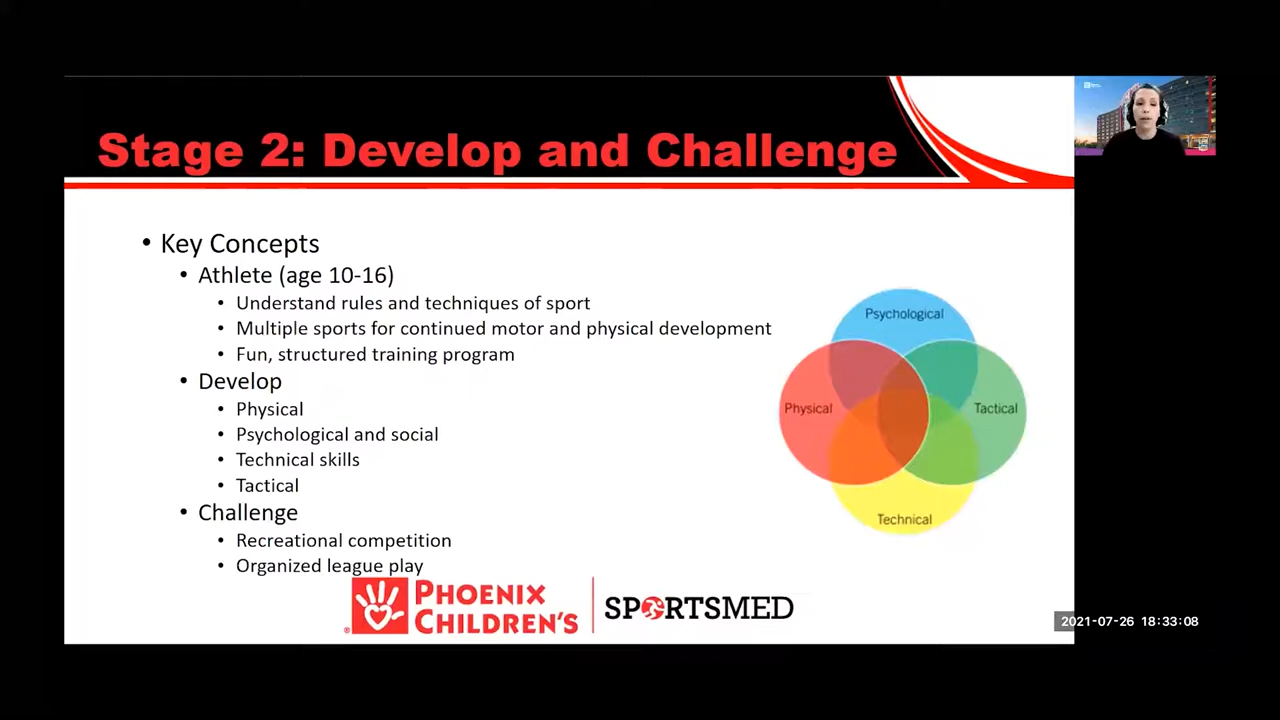 Stage 2: Develop and Challenge
• Key Concepts
• Athlete (age 10-16)
• Understand rules and techniques of sport
• Multiple sports for continued motor and physical development
• Fun, structured training program
• Develop
• Physical
• Psychological and social
• Technical skills
• Tactical
• Challenge
• Recreational competition
• Organized league play
Psychological
Physical
Tactical
Technical
PHOENIX
CHILDREN'S
®
SPORTSMED
2021-07-26 18:33:08